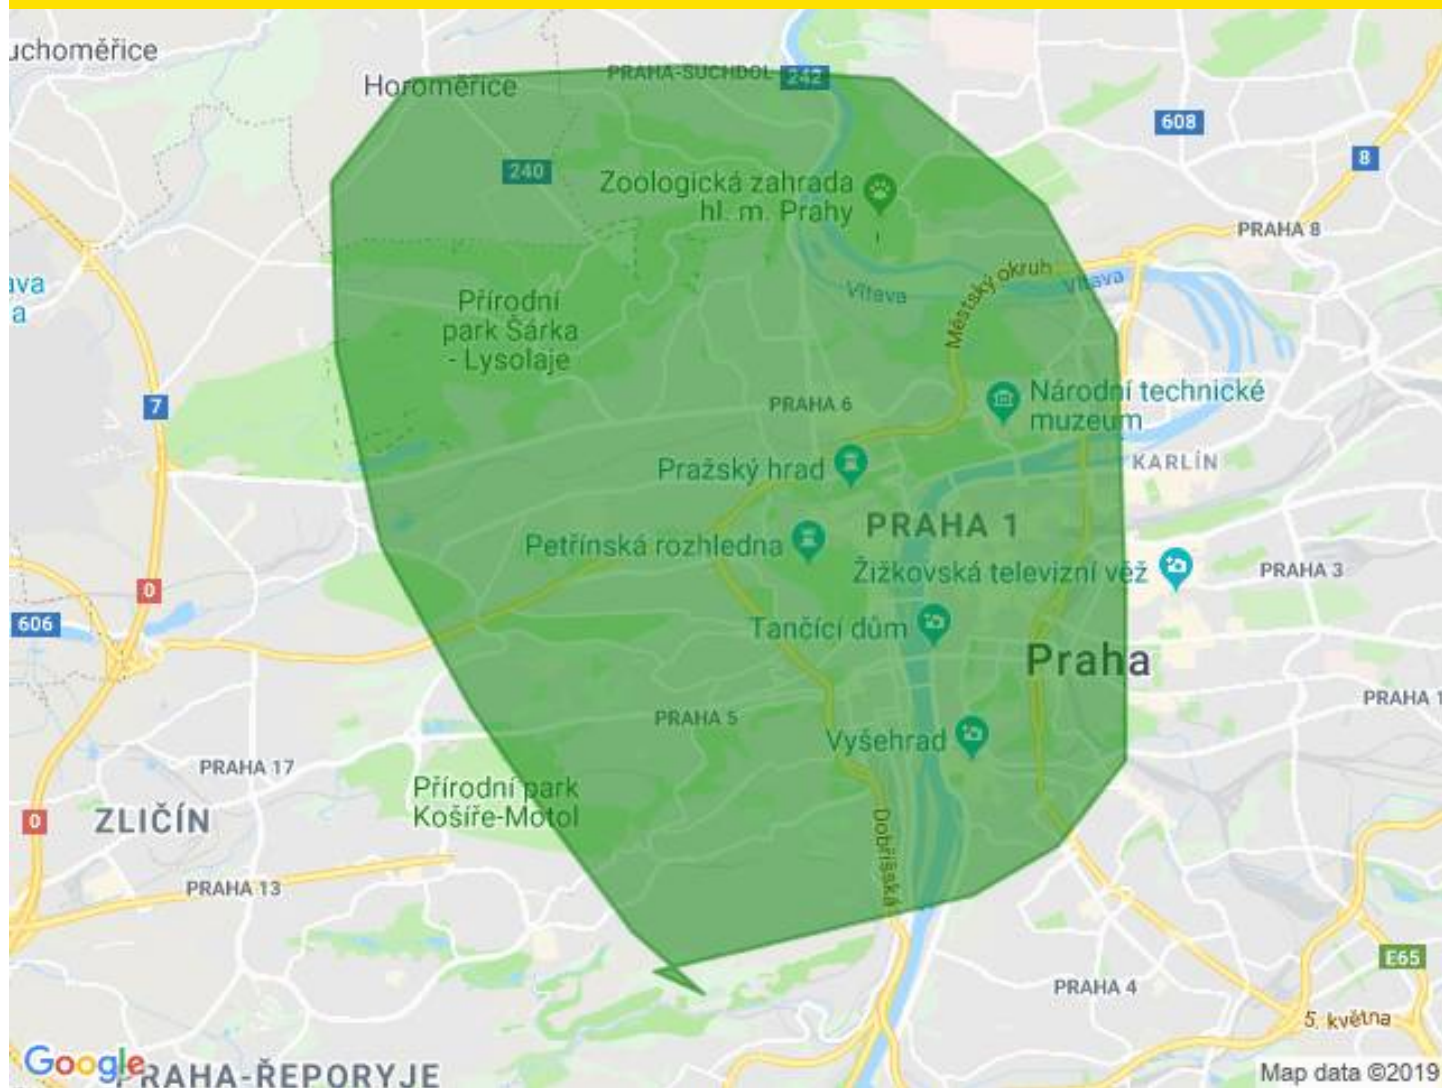 uchoměřice
Horoměřice
PRAHA-SUCHDOL
242
608
8
240
Zoologická zahrada
hl. m. Prahy
PRAHA 8
ava
a
Vltava
Městský okruh
Vltava
Přírodní
park Šárka
- Lysolaje
7
PRAHA 6
Národní technické
muzeum
Pražský hrad
KARLÍN
PRAHA 1
Petřínská rozhledna
Žižkovská televizní věž
PRAHA 3
0
606
Tančící dům
Praha
PRAHA 1
PRAHA 5
Vyšehrad
PRAHA 17
Přírodní park
Košíře-Motol
0
ZLIČÍN
Dobříšská
PRAHA 13
E65
PRAHA 4
5. května
Google
PRAHA-ŘEPORYJE
Map data ©2019